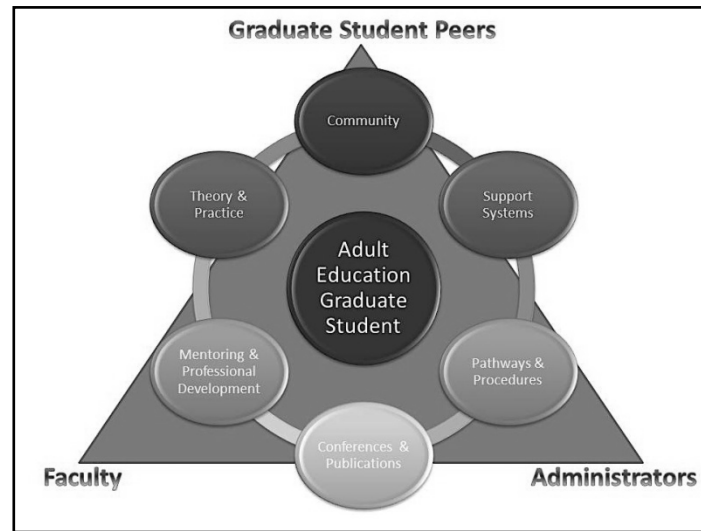 Graduate Student Peers
Community
Theory &
Practice
Support
Systems
Adult
Education
Graduate
Student
Mentoring &
Professional
Development
Pathways &
Procedures
Conferences &
Publications
Faculty
Administrators